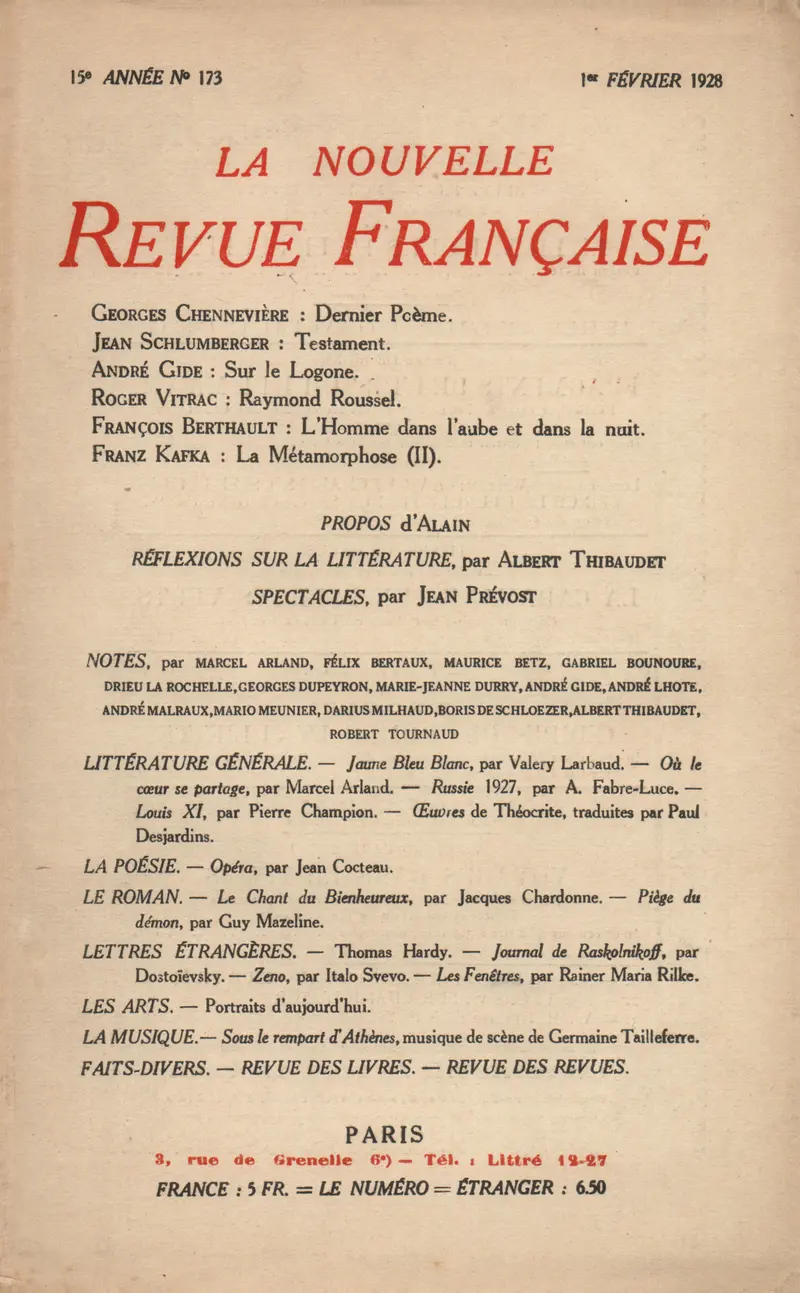 15e ANNÉE No 173
1er FÉVRIER 1928
LA NOUVELLE
REVUE FRANÇAISE
GEORGES CHENNEVIÈRE : Dernier Pcème.
JEAN SCHLUMBERGER : Testament.
ANDRÉ GIDE : Sur le Logone.
ROGER VITRAC : Raymond Roussel.
FRANÇOIS BERTHAULT : L'Homme dans l'aube et dans la nuit.
FRANZ KAFKA : La Métamorphose (II).
PROPOS d'ALAIN
RÉFLEXIONS SUR LA LITTÉRATURE, par ALBERT THIBAUDET
SPECTACLES, par JEAN PRÉVOST
NOTES, par MARCEL ARLAND, FÉLIX BERTAUX, MAURICE BETZ, GABRIEL BOUNOURE,
DRIEU LA ROCHELLE, GEORGES DUPEYRON, MARIE-JEANNE DURRY, ANDRÉ GIDE, ANDRÉ LHOTE,
ANDRÉ MALRAUX, MARIO MEUNIER, DARIUS MILHAUD, BORIS DE SCHLOEZER, ALBERT THIBAUDET,
ROBERT TOURNAUD
LITTÉRATURE GÉNÉRALE. — Jaune Bleu Blanc, par Valery Larbaud. — Où le
cœur se partage, par Marcel Arland. — Russie 1927, par A. Fabre-Luce. —
Louis XI, par Pierre Champion. — Œuvres de Théocrite, traduites par Paul
Desjardins.
LA POÉSIE. — Opéra, par Jean Cocteau.
LE ROMAN. — Le Chant du Bienheureux, par Jacques Chardonne. — Piège du
démon, par Guy Mazeline.
LETTRES ÉTRANGÈRES. — Thomas Hardy. — Journal de Raskolnikoff, par
Dostoïevsky. — Zeno, par Italo Svevo. — Les Fenêtres, par Rainer Maria Rilke.
LES ARTS. — Portraits d'aujourd'hui.
LA MUSIQUE. — Sous le rempart d'Athènes, musique de scène de Germaine Tailleferre.
FAITS-DIVERS. — REVUE DES LIVRES. — REVUE DES REVUES.
PARIS
3, rue de Grenelle 6e) — Tél. : Littré 12-27
FRANCE : 5 FR. = LE NUMÉRO = ÉTRANGER : 6.50